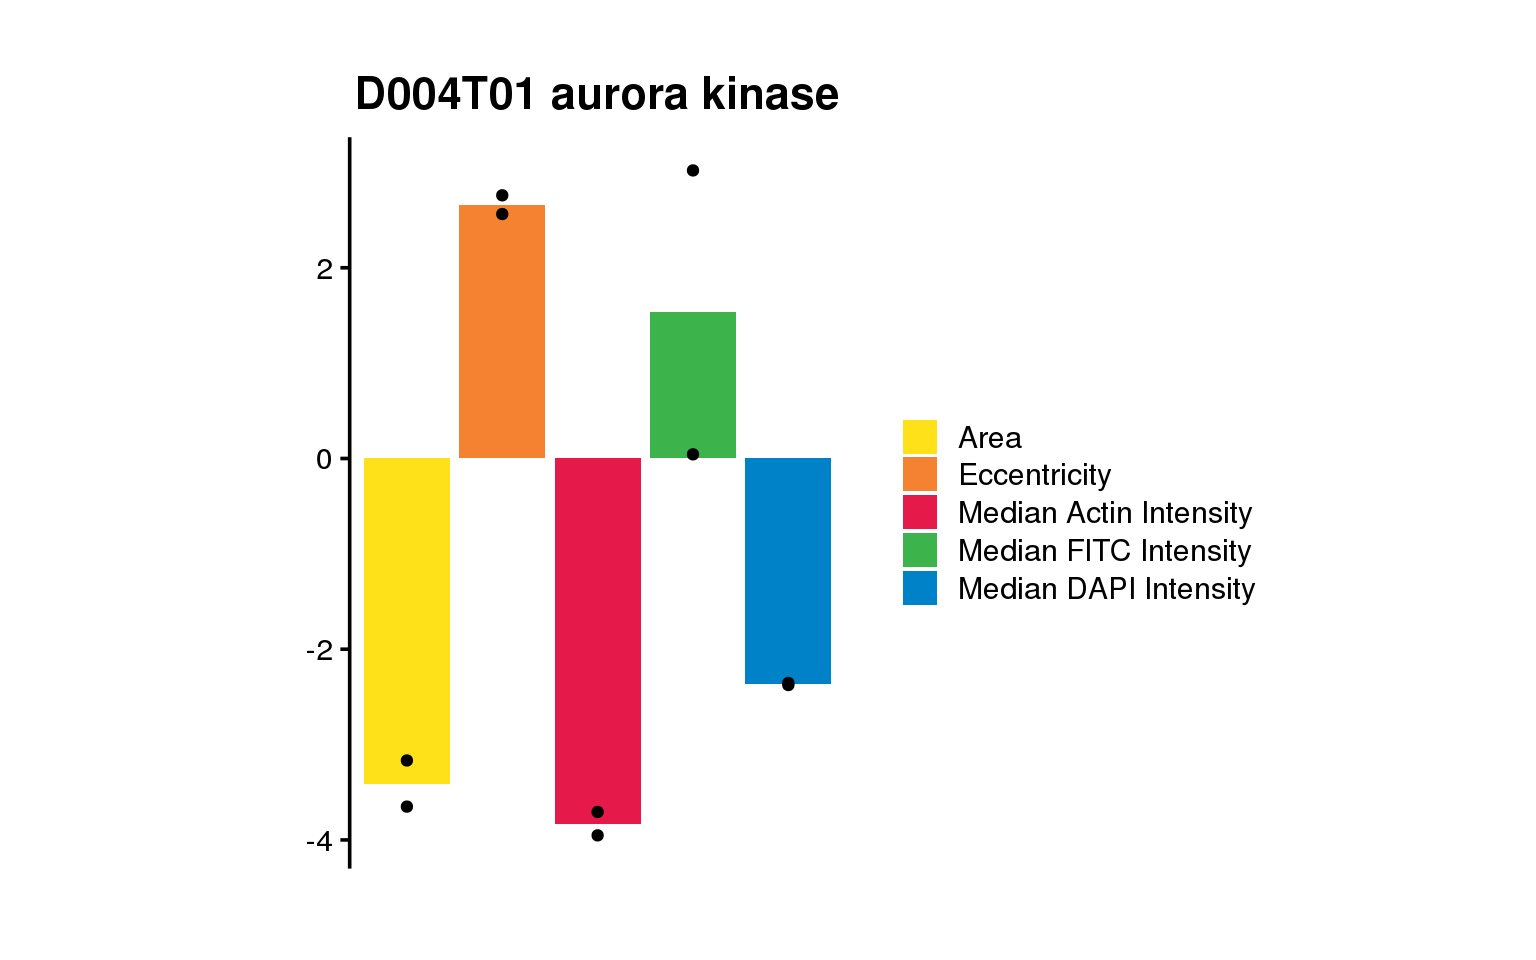 D004T01 aurora kinase
2
0
-2
-4
Area
Eccentricity
Median Actin Intensity
Median FITC Intensity
Median DAPI Intensity